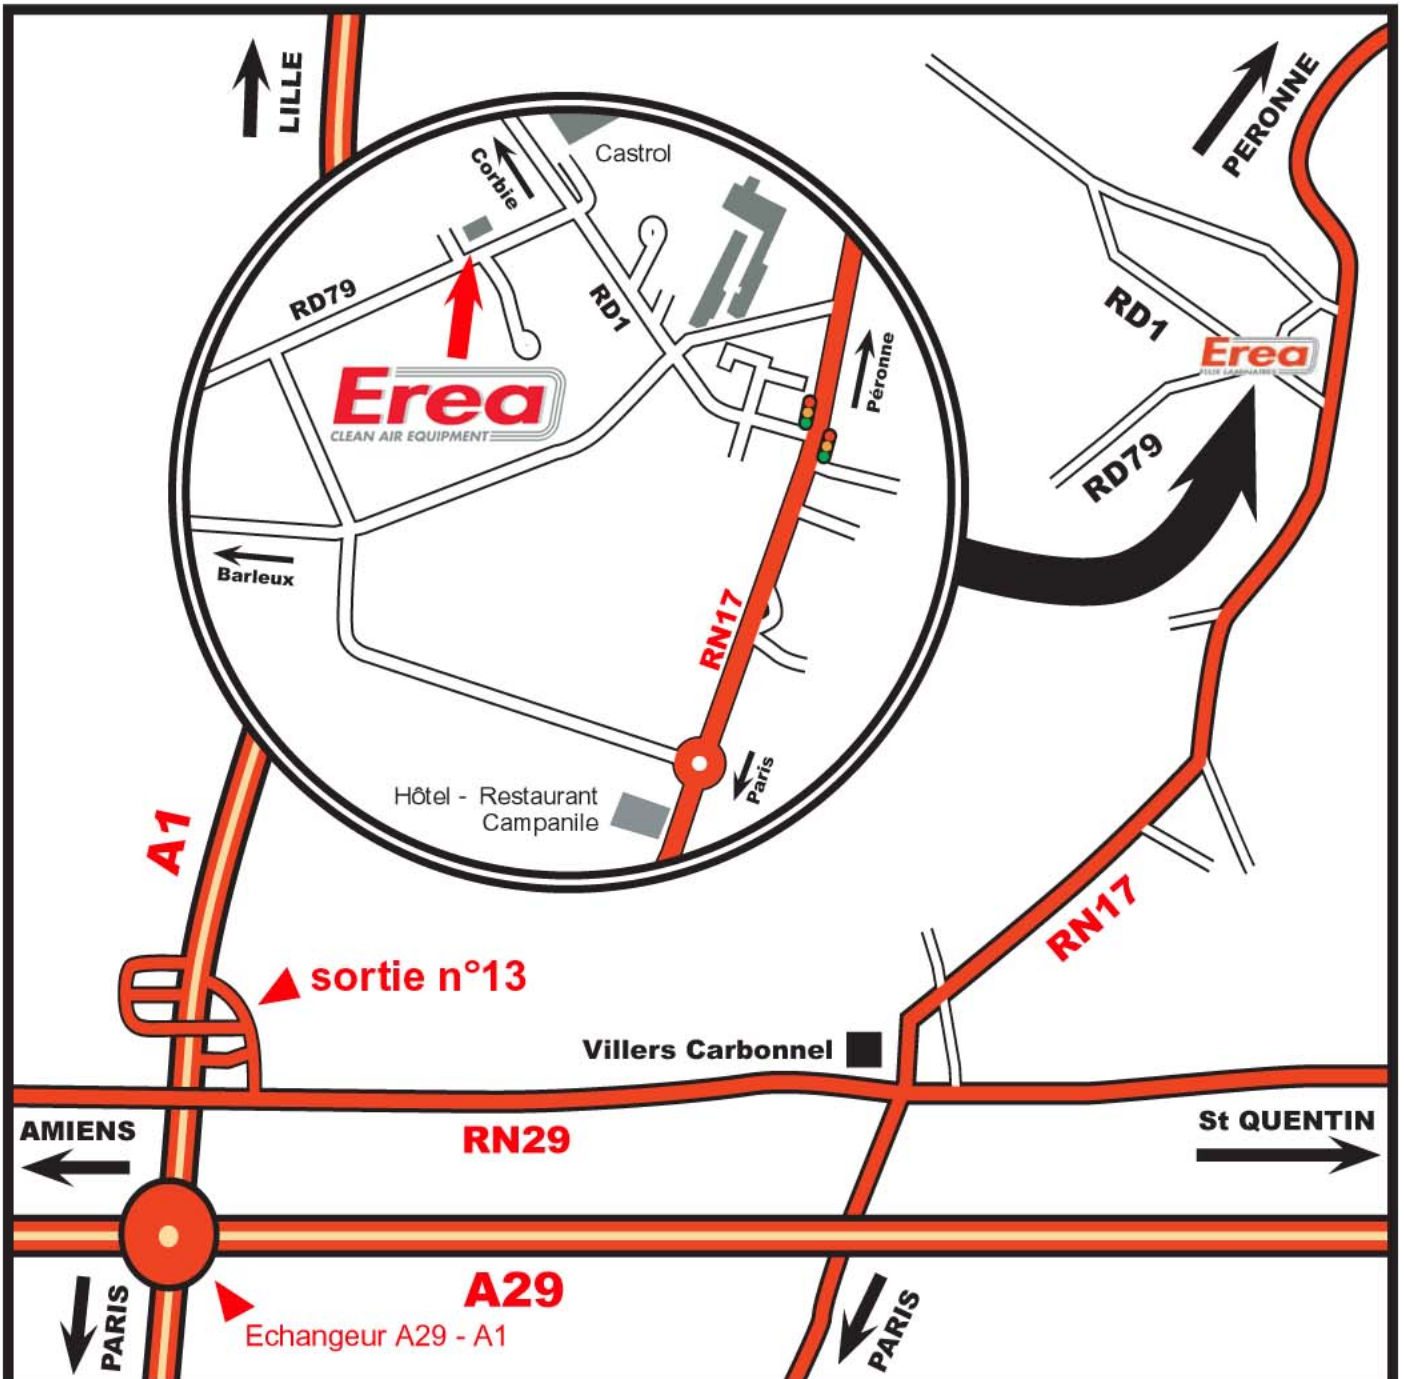 LILLE
PERONNE
Castrol
Corbie
RD79
RD1
RD1
Erea
Péronne
Erea
CLEAN AIR EQUIPMENT
RD79
Barleux
RN17
Paris
Hôtel - Restaurant
Campanile
A1
RN17
sortie n°13
Villers Carbonnel
AMIENS
RN29
St QUENTIN
A29
PARIS
Echangeur A29 - A1
PARIS